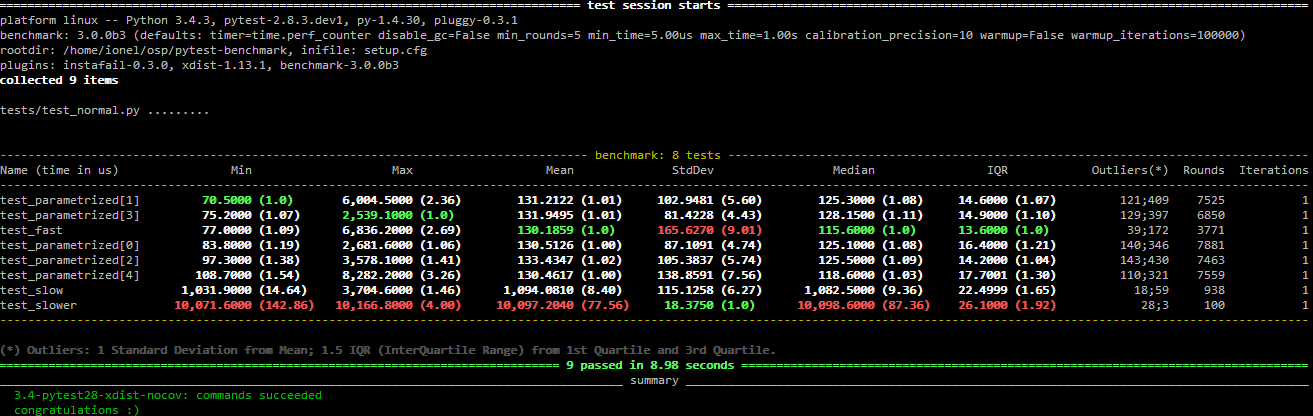 ============================== test session starts ==============================
platform linux -- Python 3.4.3, pytest-2.8.3.dev1, py-1.4.30, pluggy-0.3.1
benchmark: 3.0.0b3 (defaults: timer=time.perf_counter disable_gc=False min_rounds=5 min_time=5.00us max_time=1.00s calibration_precision=10 warmup=False warmup_iterations=100000)
rootdir: /home/ionel/osp/pytest-benchmark, inifile: setup.cfg
plugins: instafail-0.3.0, xdist-1.13.1, benchmark-3.0.0b3
collected 9 items
tests/test_normal.py .........
------------------------------ benchmark: 8 tests ------------------------------
Name (time in us) Min Max Mean StdDev Median IQR Outliers(*) Rounds Iterations
test_parametrized[1] 70.5000 (1.0) 6,004.5000 (2.36) 131.2122 (1.01) 102.9481 (5.60) 125.3000 (1.08) 14.6000 (1.07) 121;409 7525 1
test_parametrized[3] 75.2000 (1.07) 2,539.1000 (1.0) 131.9495 (1.01) 81.4228 (4.43) 128.1500 (1.11) 14.9000 (1.10) 129;397 6850 1
test_fast 77.0000 (1.09) 6,836.2000 (2.69) 130.1859 (1.0) 165.6270 (9.01) 115.6000 (1.0) 13.6000 (1.0) 39;172 3771 1
test_parametrized[0] 83.8000 (1.19) 2,681.6000 (1.06) 130.5126 (1.00) 87.1091 (4.74) 125.1000 (1.08) 16.4000 (1.21) 140;346 7881 1
test_parametrized[2] 97.3000 (1.38) 3,578.1000 (1.41) 133.4347 (1.02) 105.3837 (5.74) 125.5000 (1.09) 14.2000 (1.04) 143;430 7463 1
test_parametrized[4] 108.7000 (1.54) 8,282.2000 (3.26) 130.4617 (1.00) 138.8591 (7.56) 118.6000 (1.03) 17.7001 (1.30) 110;321 7559 1
test_slow 1,031.9000 (14.64) 3,704.6000 (1.46) 1,094.0810 (8.40) 115.1258 (6.27) 1,082.5000 (9.36) 22.4999 (1.65) 18;59 938 1
test_slower 10,071.6000 (142.86) 10,166.8000 (4.00) 10,097.2040 (77.56) 18.3750 (1.0) 10,098.6000 (87.36) 26.1000 (1.92) 28;3 100 1
(*) Outliers: 1 Standard Deviation from Mean; 1.5 IQR (InterQuartile Range) from 1st Quartile and 3rd Quartile.
============================== 9 passed in 8.98 seconds ==============================
______________________________ summary ______________________________
3.4-pytest28-xdist-nocov: commands succeeded
congratulations :)